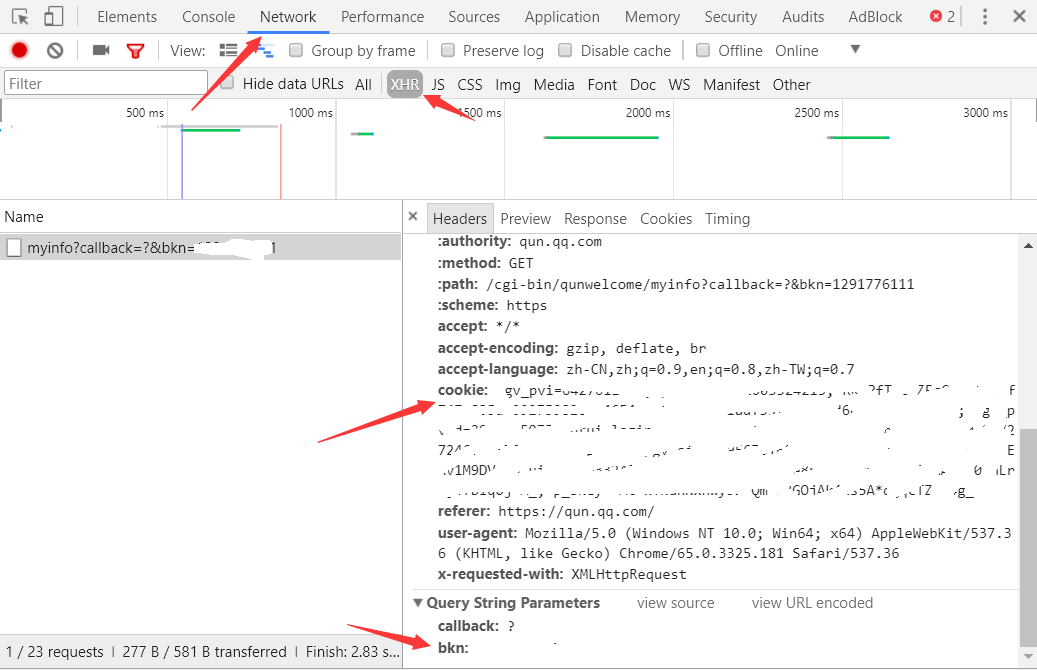 Elements Console Network Performance Sources Application Memory Security Audits AdBlock 2
View: Group by frame Preserve log Disable cache Offline Online
Filter Hide data URLs All XHR JS CSS Img Media Font Doc WS Manifest Other
500 ms 1000 ms 1500 ms 2000 ms 2500 ms 3000 ms
Name
myinfo?callback=?&bkn=
× Headers Preview Response Cookies Timing
:authority: qun.qq.com
:method: GET
:path: /cgi-bin/qunwelcome/myinfo?callback=?&bkn=1291776111
:scheme: https
accept: */*
accept-encoding: gzip, deflate, br
accept-language: zh-CN,zh;q=0.9,en;q=0.8,zh-TW;q=0.7
cookie:
referer: https://qun.qq.com/
user-agent: Mozilla/5.0 (Windows NT 10.0; Win64; x64) AppleWebKit/537.3
6 (KHTML, like Gecko) Chrome/65.0.3325.181 Safari/537.36
x-requested-with: XMLHttpRequest
Query String Parameters view source view URL encoded
callback: ?
bkn:
1 / 23 requests | 277 B / 581 B transferred | Finish: 2.83 s...